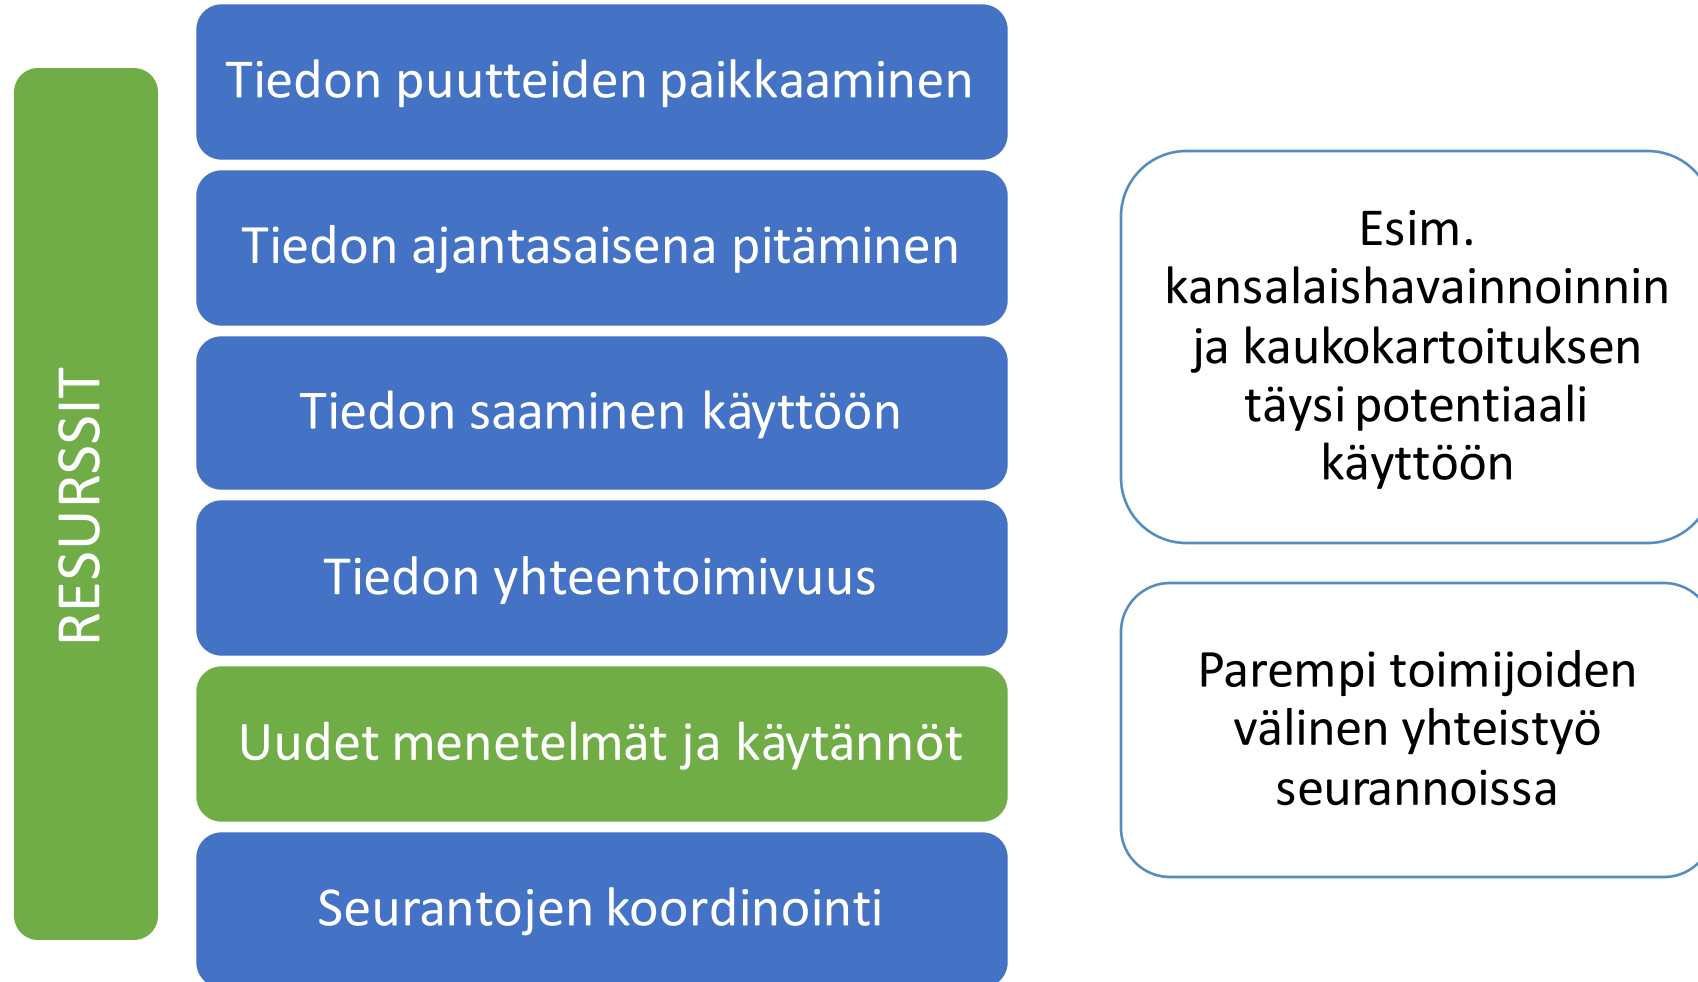 RESURSSIT
Tiedon puutteiden paikkaaminen
Tiedon ajantasaisena pitäminen
Tiedon saaminen käyttöön
Tiedon yhteentoimivuus
Uudet menetelmät ja käytännöt
Seurantojen koordinointi
Esim.
kansalaishavainnoinnin
ja kaukokartoituksen
täysi potentiaali
käyttöön
Parempi toimijoiden
välinen yhteistyö
seurannoissa